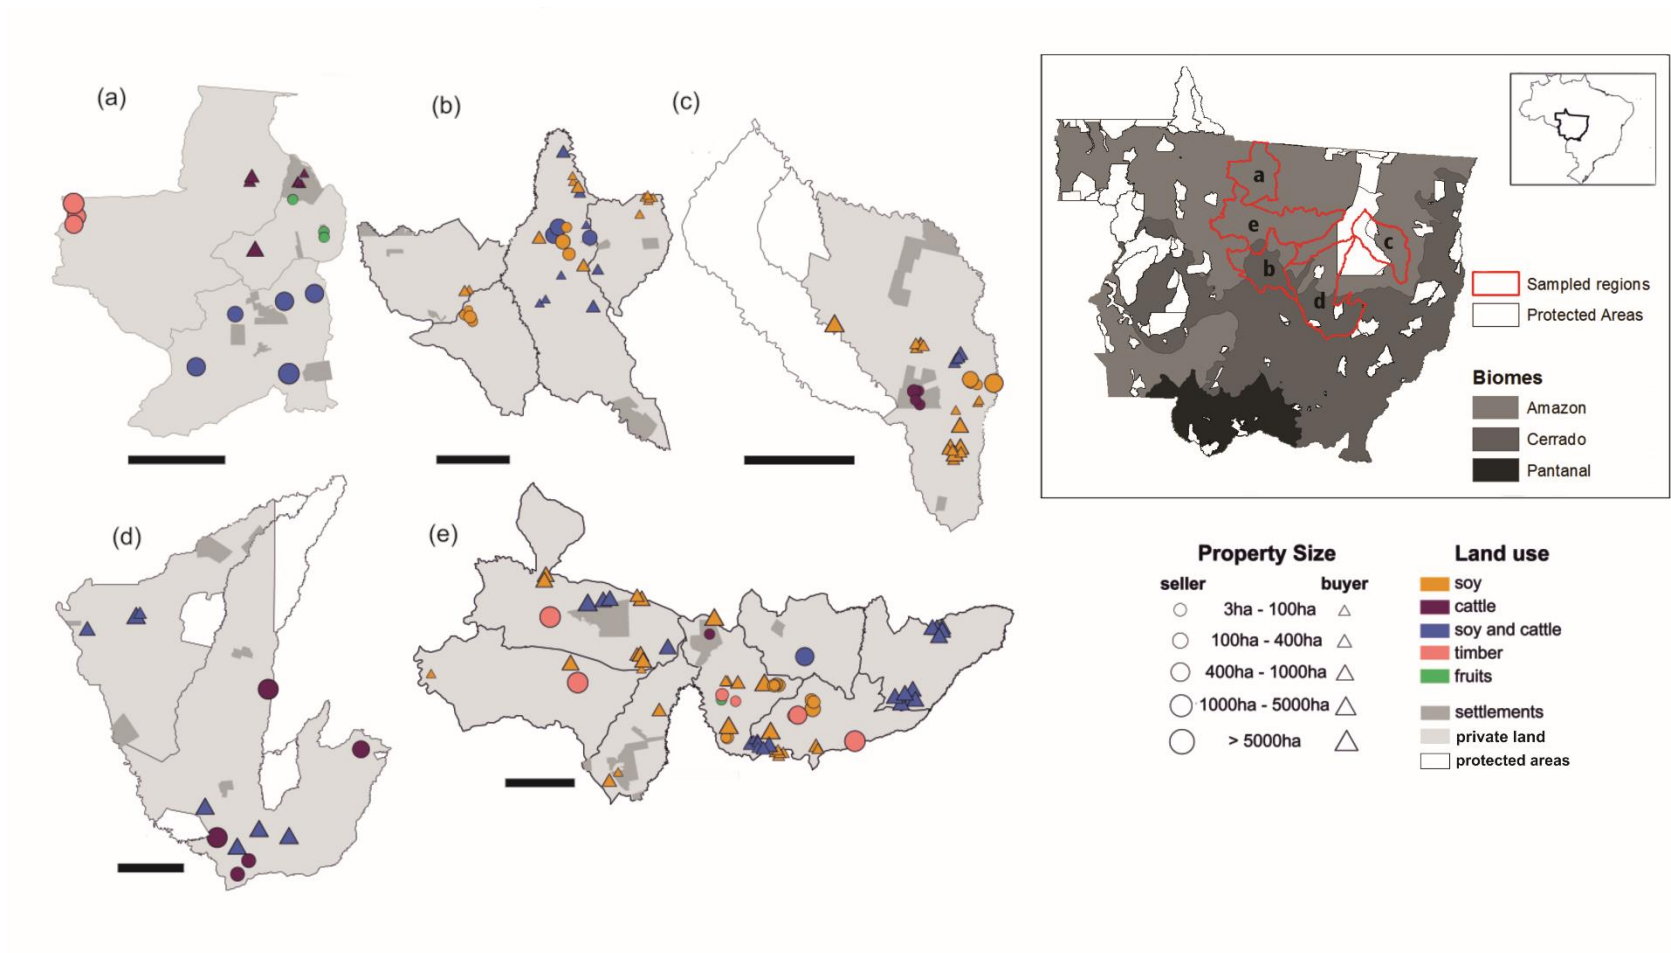 (a)
(b)
(c)
(d)
(e)
a
e
c
b
d
Sampled regions
Protected Areas
Biomes
Amazon
Cerrado
Pantanal
Property Size
seller buyer
3ha - 100ha
100ha - 400ha
400ha - 1000ha
1000ha - 5000ha
> 5000ha
Land use
soy
cattle
soy and cattle
timber
fruits
settlements
private land
protected areas